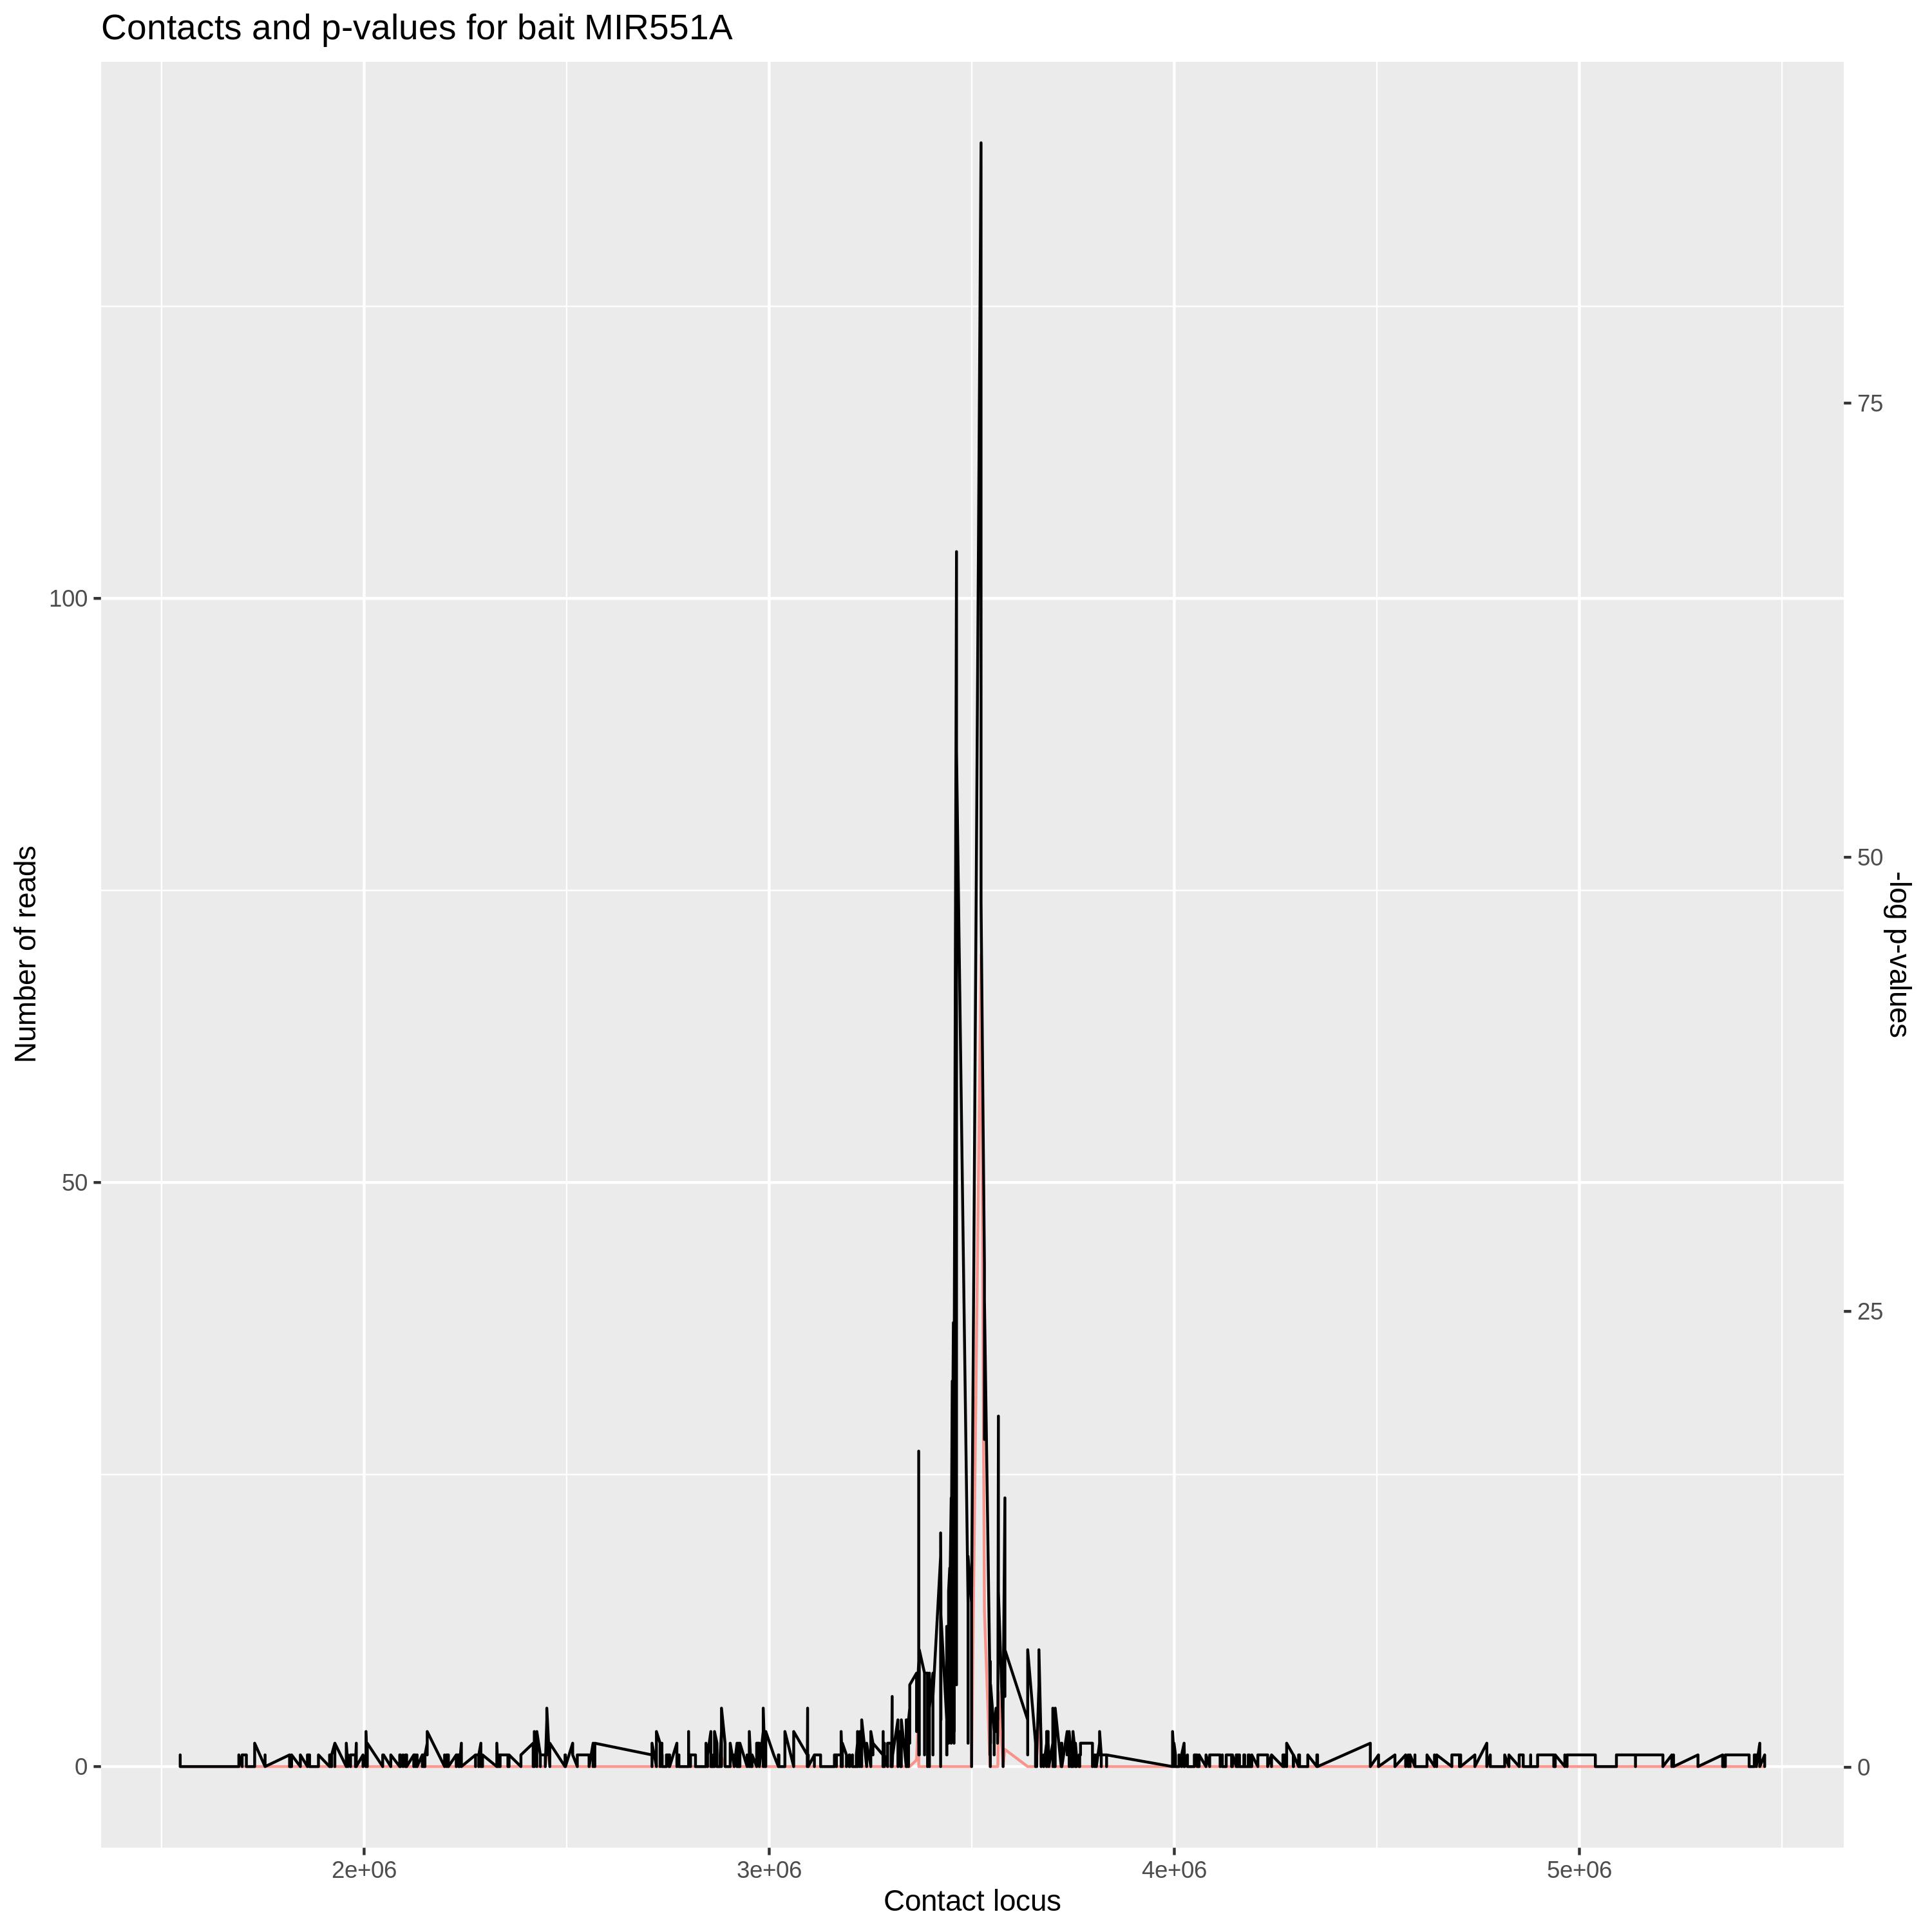 Contacts and p-values for bait MIR551A
Number of reads
100
50
0
75
50
25
0
-log p-values
2e+06
3e+06
4e+06
5e+06
Contact locus